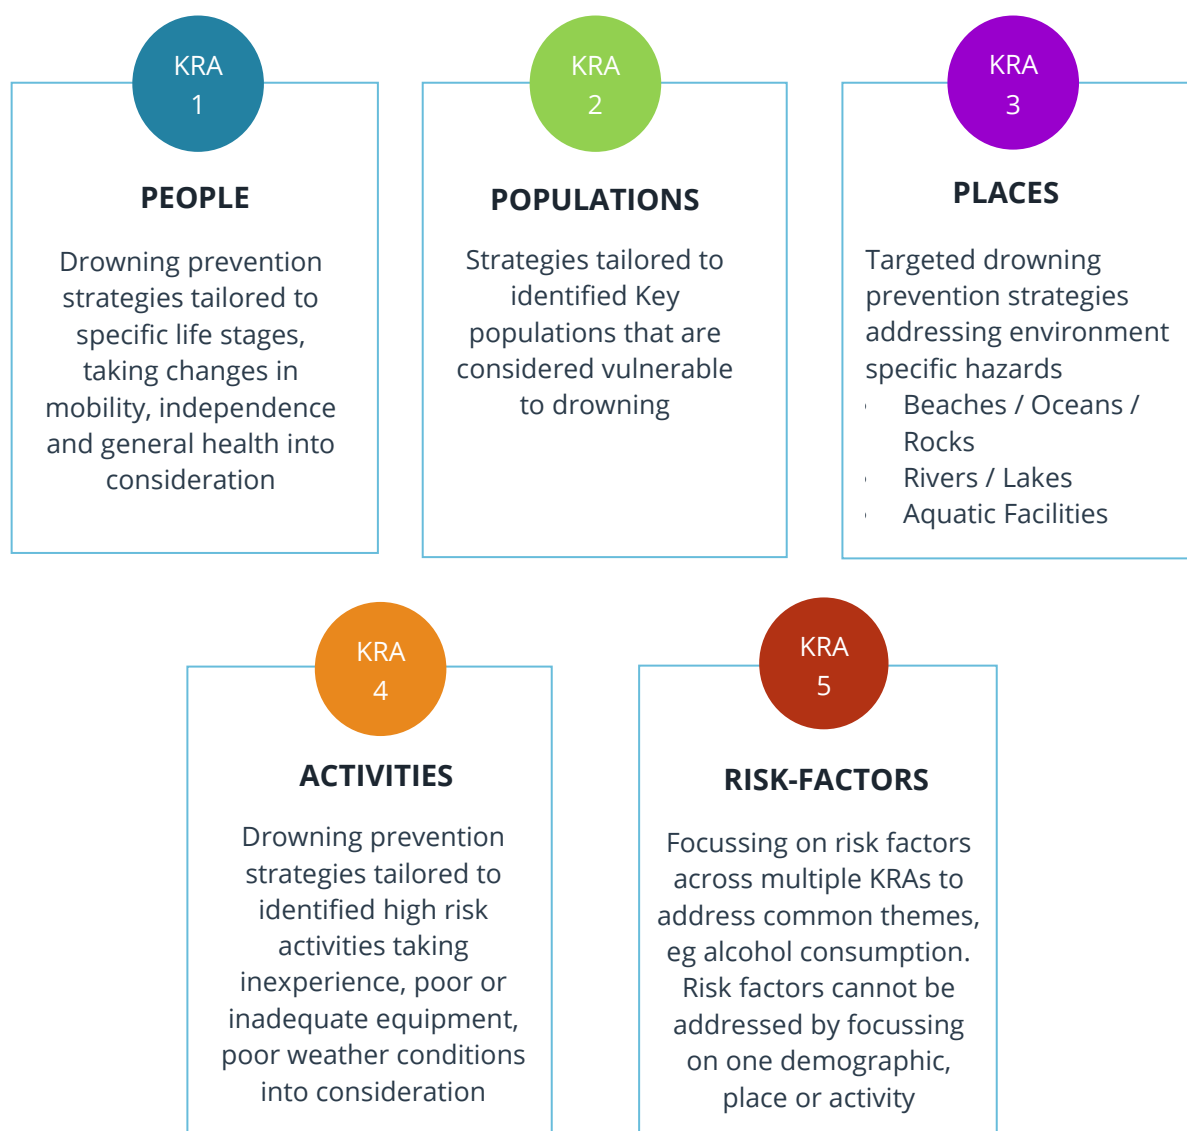 KRA
1
PEOPLE
Drowning prevention
strategies tailored to
specific life stages,
taking changes in
mobility, independence
and general health into
consideration
KRA
2
POPULATIONS
Strategies tailored to
identified Key
populations that are
considered vulnerable
to drowning
KRA
3
PLACES
Targeted drowning
prevention strategies
addressing environment
specific hazards
· Beaches / Oceans /
Rocks
· Rivers / Lakes
· Aquatic Facilities
KRA
4
ACTIVITIES
Drowning prevention
strategies tailored to
identified high risk
activities taking
inexperience, poor or
inadequate equipment,
poor weather conditions
into consideration
KRA
5
RISK-FACTORS
Focussing on risk factors
across multiple KRAs to
address common themes,
eg alcohol consumption.
Risk factors cannot be
addressed by focussing
on one demographic,
place or activity